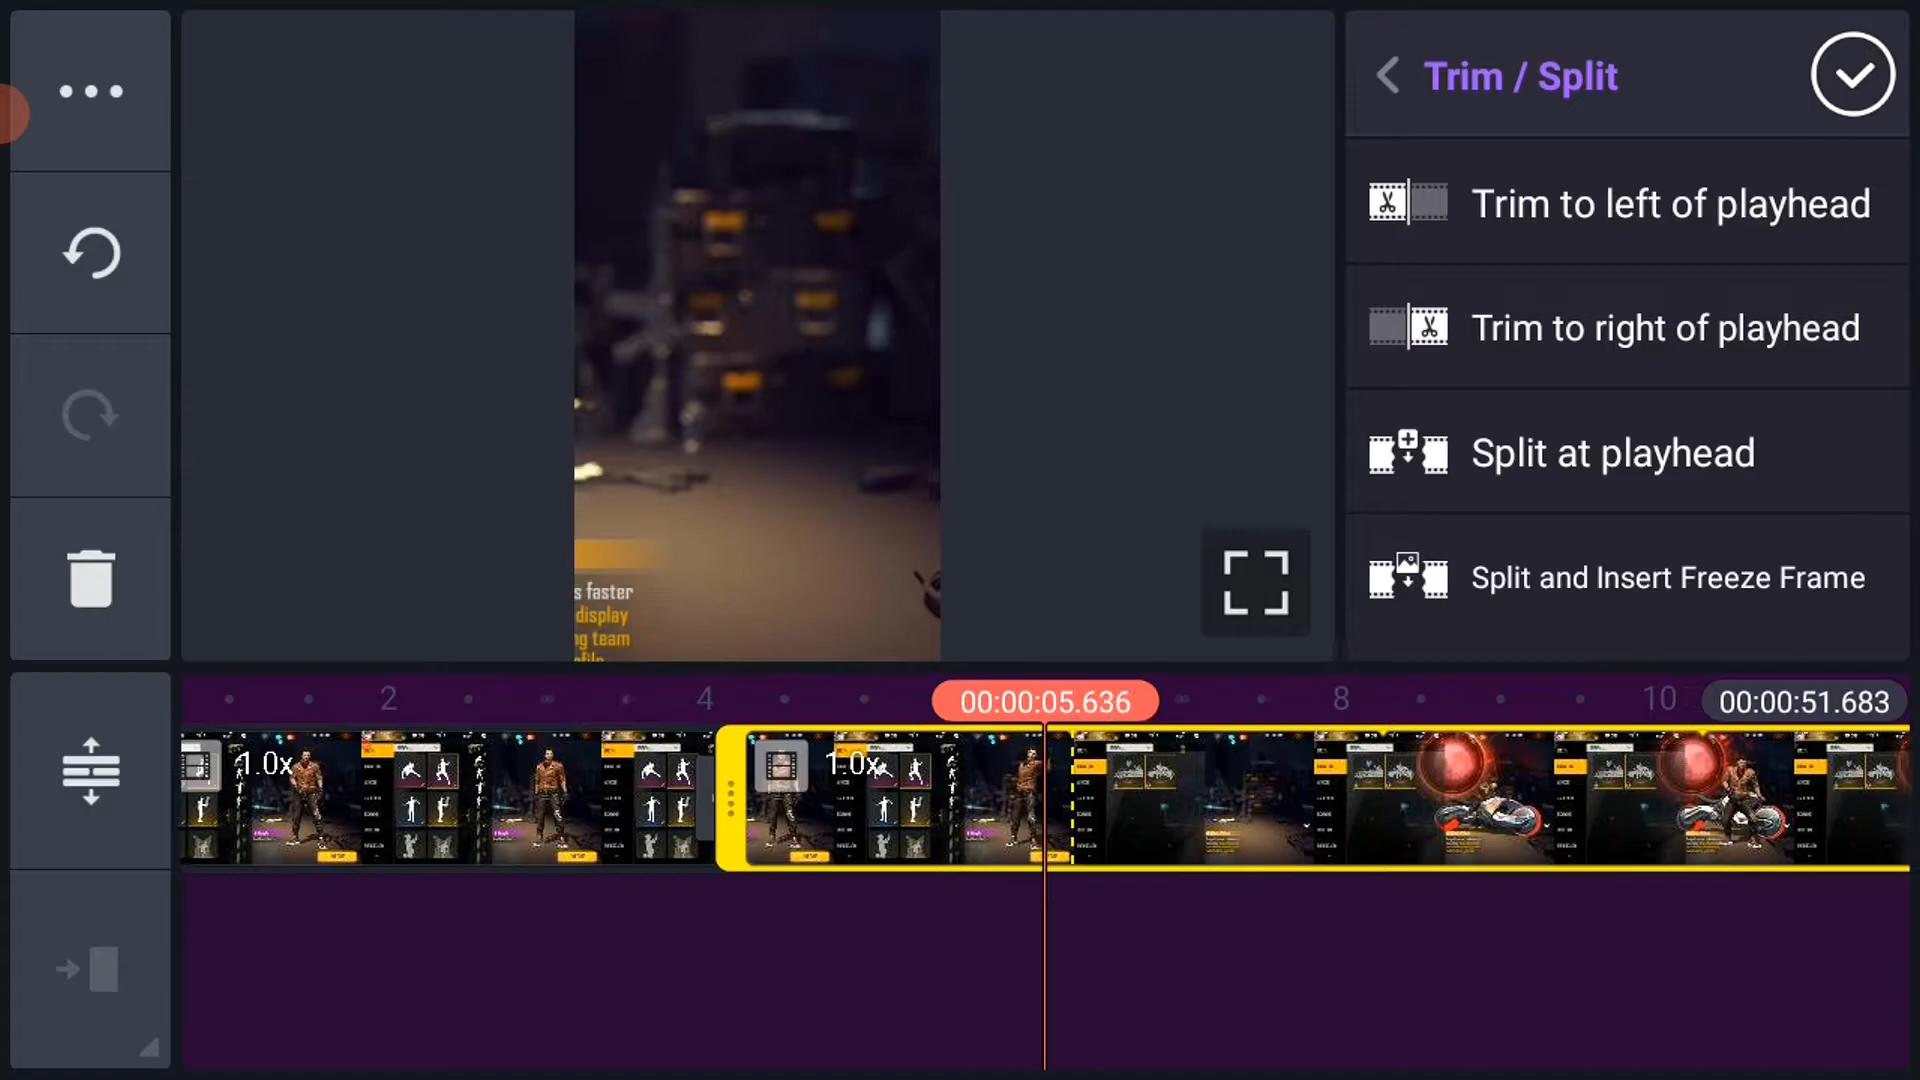 Trim / Split
Trim to left of playhead
Trim to right of playhead
Split at playhead
Split and Insert Freeze Frame
s faster
display
ng team
2
4
00:00:05.636
8
10
00:00:51.683
1.0x
1.0x